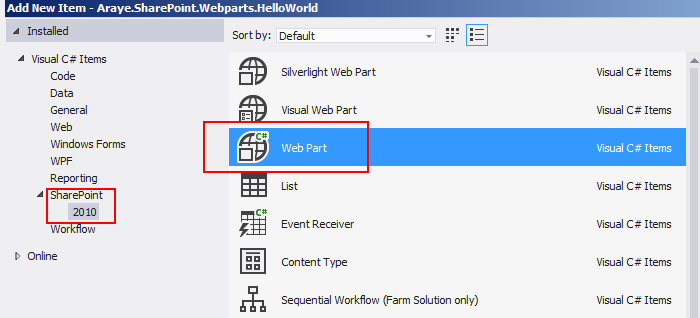 Add New Item - Araye.SharePoint.Webparts.HelloWorld
Installed
Visual C# Items
Code
Data
General
Web
Windows Forms
WPF
Reporting
SharePoint
2010
Workflow
Online
Sort by: Default
Silverlight Web Part Visual C# Items
Visual Web Part Visual C# Items
C# Web Part Visual C# Items
List Visual C# Items
C# Event Receiver Visual C# Items
Content Type Visual C# Items
Sequential Workflow (Farm Solution only) Visual C# Items